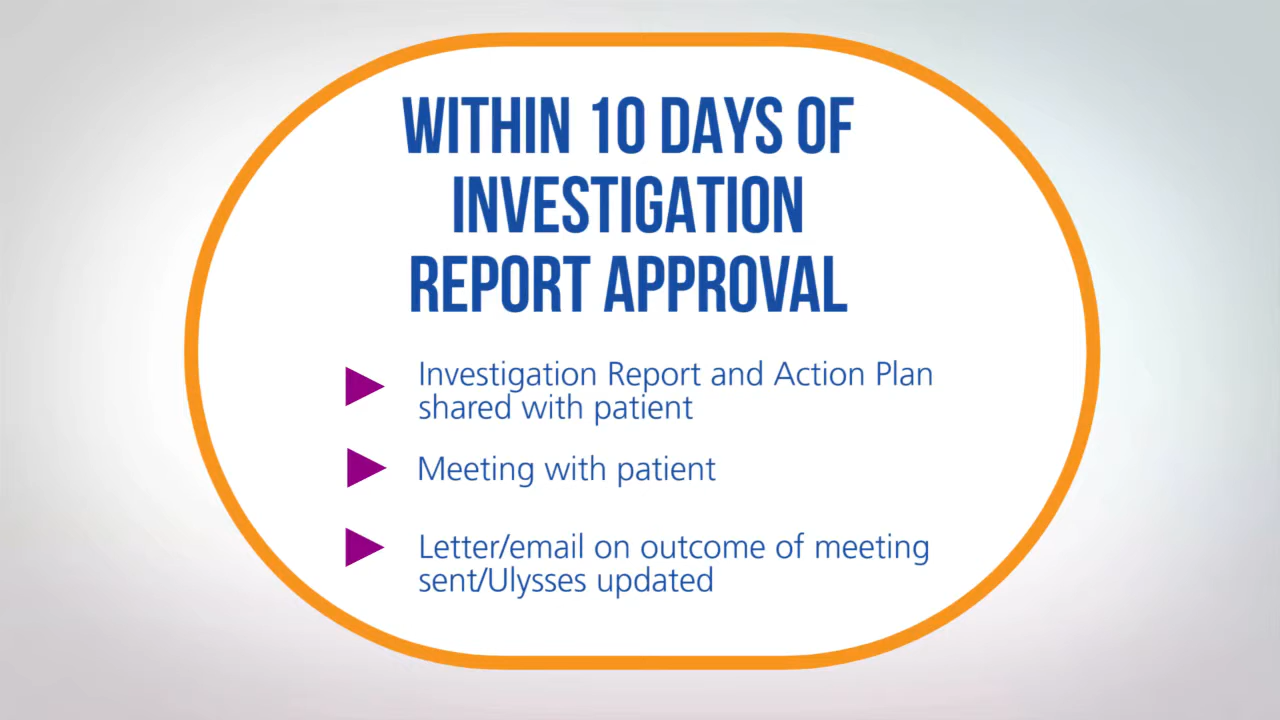 WITHIN 10 DAYS OF
INVESTIGATION
REPORT APPROVAL
Investigation Report and Action Plan
shared with patient
Meeting with patient
Letter/email on outcome of meeting
sent/Ulysses updated